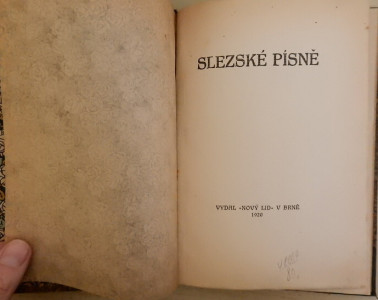 SLEZSKÉ PÍSNĚ
VYDAL »NOVÝ LID« V BRNĚ
1920